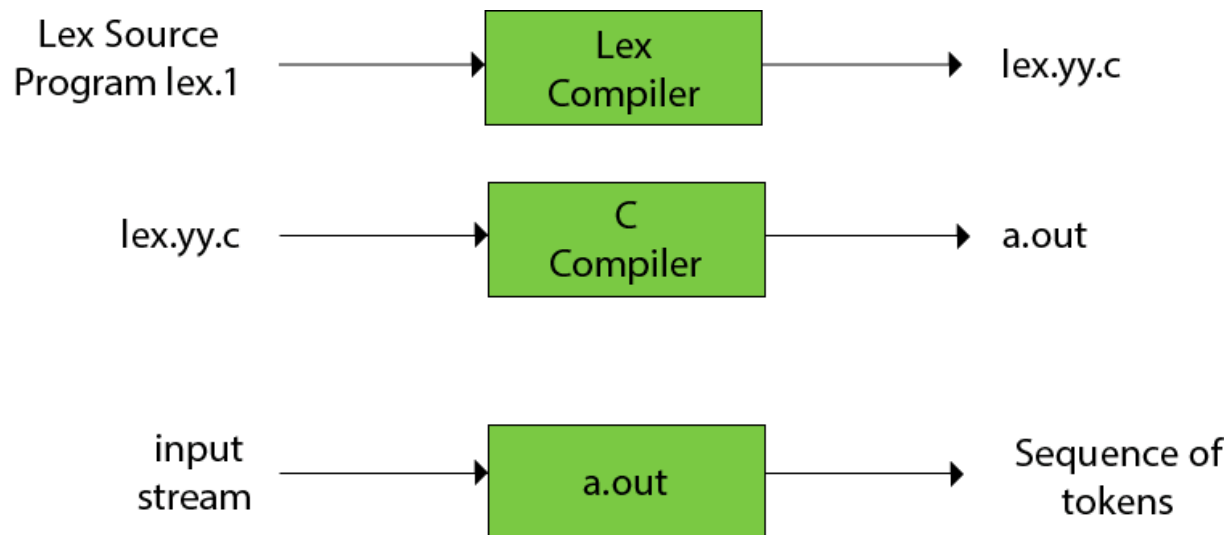 Lex Source
Program lex.1
Lex
Compiler
lex.yy.c
lex.yy.c
C
Compiler
a.out
input
stream
a.out
Sequence of
tokens